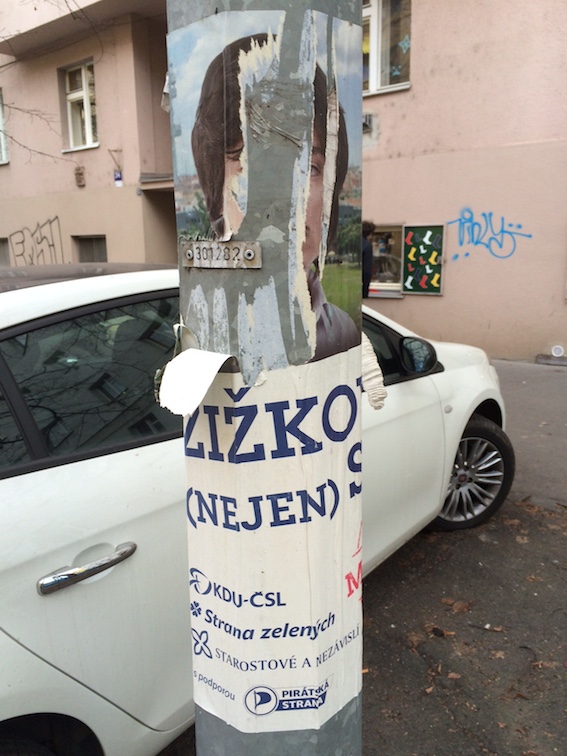 301282
ŽIŽKO
S
(NEJEN)
M
KDU-ČSL
Strana zelených
STAROSTOVÉ A NEZÁVISLÍ
s podporou
PIRÁTSKÁ
STRANA